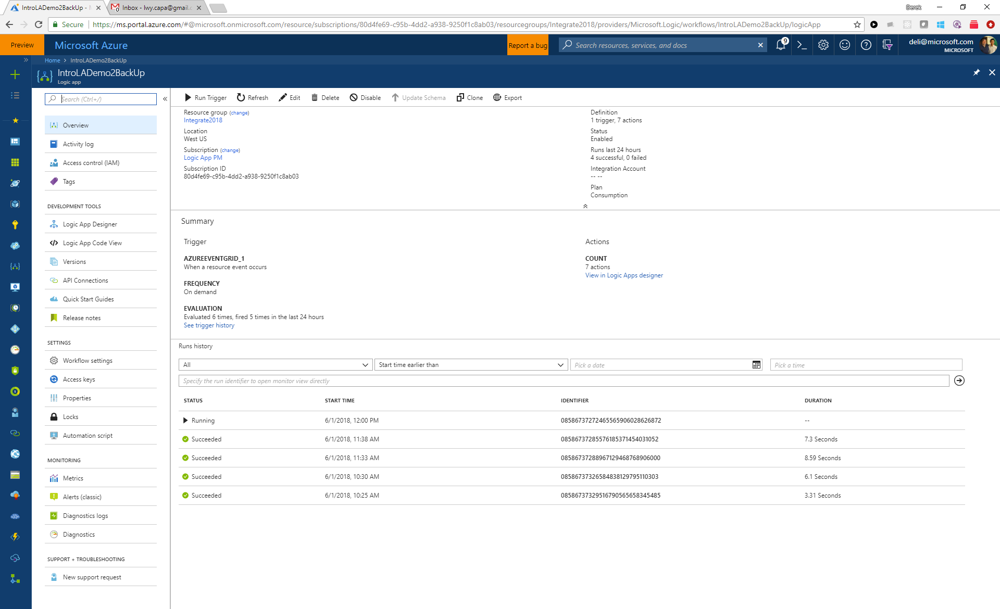 IntroLADemo2BackUp - M
Inbox - lwy.capa@gmail.c
Derek
Secure
https://ms.portal.azure.com/#@microsoft.onmicrosoft.com/resource/subscriptions/80d4fe69-c95b-4dd2-a938-9250f1c8ab03/resourcegroups/Integrate2018/providers/Microsoft.Logic/workflows/IntroLADemo2BackUp/logicApp
Preview
Microsoft Azure
Report a bug
Search resources, services, and docs
9
deli@microsoft.com
MICROSOFT
Home > IntroLADemo2BackUp
IntroLADemo2BackUp
Logic app
Search (Ctrl+/)
Overview
Activity log
Access control (IAM)
Tags
DEVELOPMENT TOOLS
Logic App Designer
Logic App Code View
Versions
API Connections
Quick Start Guides
Release notes
SETTINGS
Workflow settings
Access keys
Properties
Locks
Automation script
MONITORING
Metrics
Alerts (classic)
Diagnostics logs
Diagnostics
SUPPORT + TROUBLESHOOTING
New support request
Run Trigger Refresh Edit Delete Disable Update Schema Clone Export
Resource group (change)
Integrate2018
Location
West US
Subscription (change)
Logic App PM
Subscription ID
80d4fe69-c95b-4dd2-a938-9250f1c8ab03
Definition
1 trigger, 7 actions
Status
Enabled
Runs last 24 hours
4 successful, 0 failed
Integration Account
-- --
Plan
Consumption
Summary
Trigger
AZUREEVENTGRID_1
When a resource event occurs
FREQUENCY
On demand
EVALUATION
Evaluated 6 times, fired 5 times in the last 24 hours
See trigger history
Actions
COUNT
7 actions
View in Logic Apps designer
Runs history
All Start time earlier than Pick a date Pick a time
Specify the run identifier to open monitor view directly
STATUS START TIME IDENTIFIER DURATION
Running 6/1/2018, 12:00 PM 08586737272465565906028626872 --
Succeeded 6/1/2018, 11:38 AM 08586737285576185371454031052 7.3 Seconds
Succeeded 6/1/2018, 11:33 AM 08586737288967129468768906000 8.59 Seconds
Succeeded 6/1/2018, 10:30 AM 08586737326584838129795110303 6.1 Seconds
Succeeded 6/1/2018, 10:25 AM 08586737329516790565658345485 3.31 Seconds